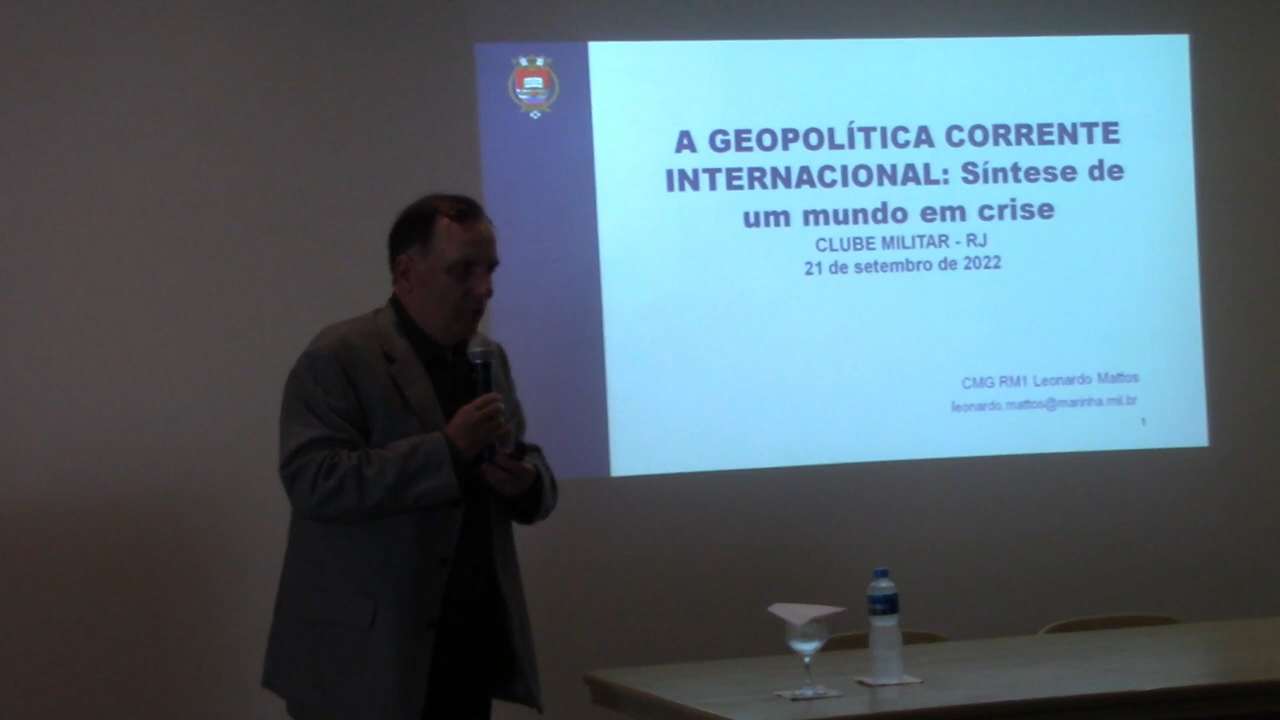 A GEOPOLÍTICA CORRENTE
INTERNACIONAL: Síntese de
um mundo em crise
CLUBE MILITAR - RJ
21 de setembro de 2022
CMG RM1 Leonardo Mattos
leonardo.mattos@marinha.mil.br
1